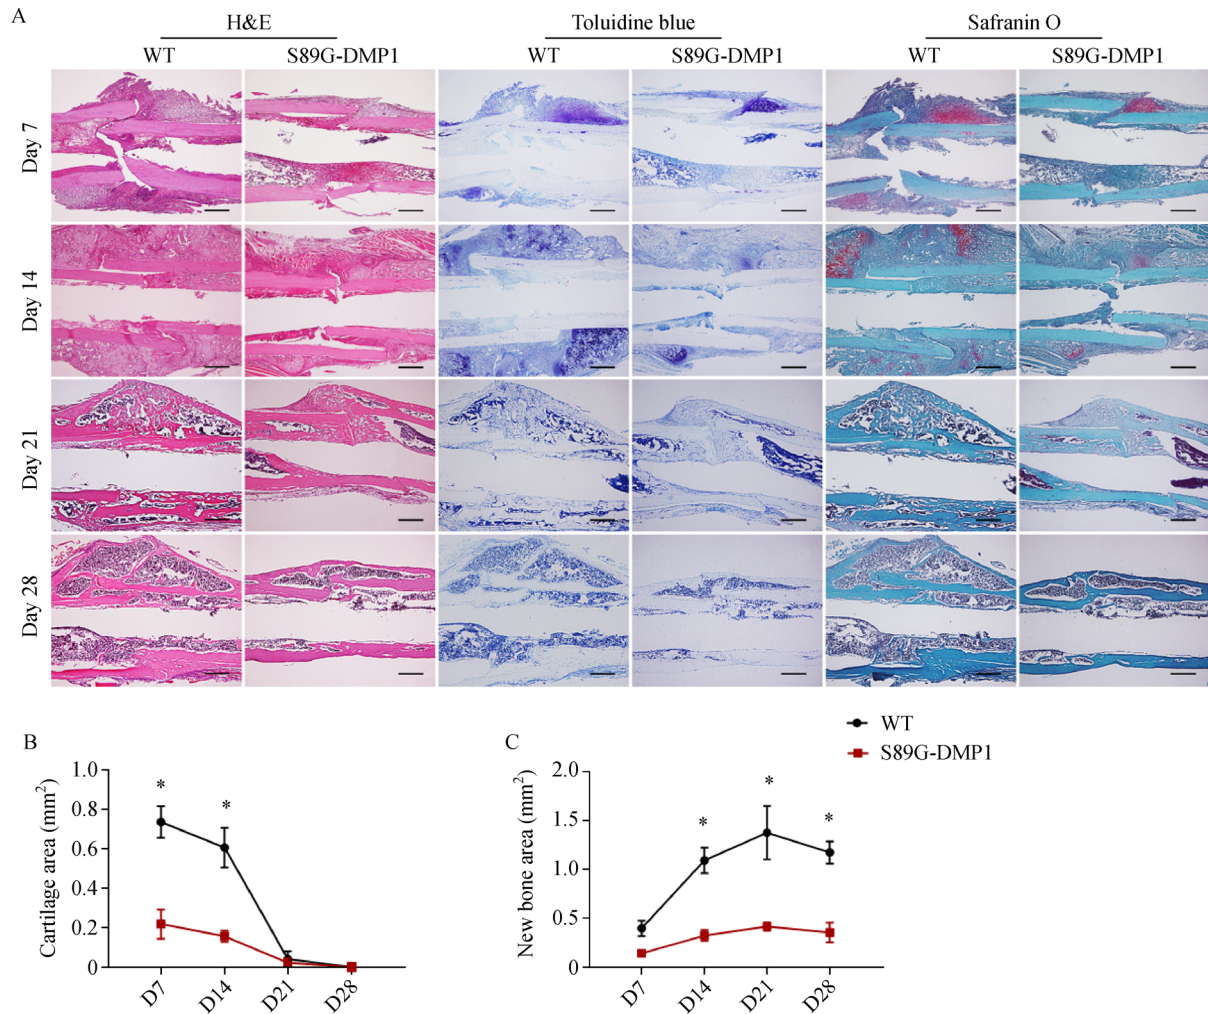 A
H&E Toluidine blue Safranin O
WT S89G-DMP1 WT S89G-DMP1 WT S89G-DMP1
Day 7
Day 14
Day 21
Day 28
B
Cartilage area (mm²)
1.0
0.8
0.6
0.4
0.2
0
* *
D7 D14 D21 D28
C
WT
S89G-DMP1
New bone area (mm²)
2.0
1.5
1.0
0.5
0
* * *
D7 D14 D21 D28